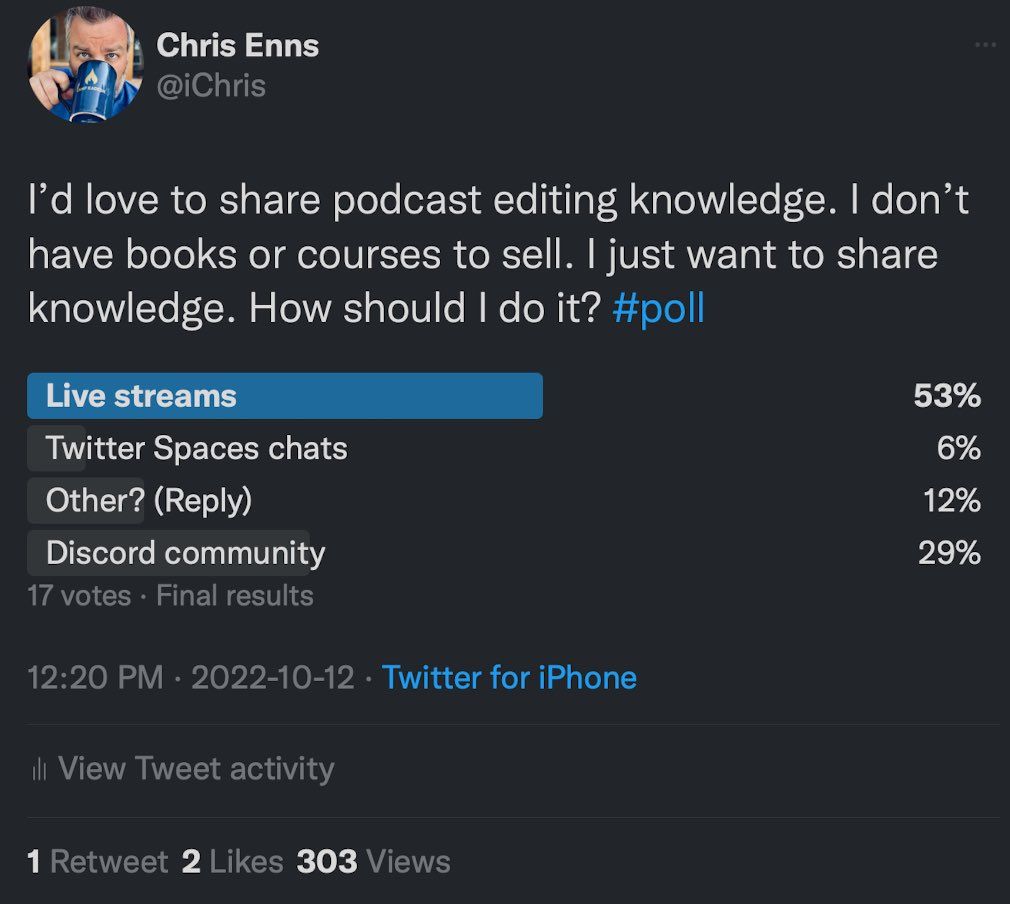 Chris Enns
@iChris
I’d love to share podcast editing knowledge. I don’t
have books or courses to sell. I just want to share
knowledge. How should I do it? #poll
Live streams 53%
Twitter Spaces chats 6%
Other? (Reply) 12%
Discord community 29%
17 votes · Final results
12:20 PM · 2022-10-12 · Twitter for iPhone
View Tweet activity
1 Retweet 2 Likes 303 Views